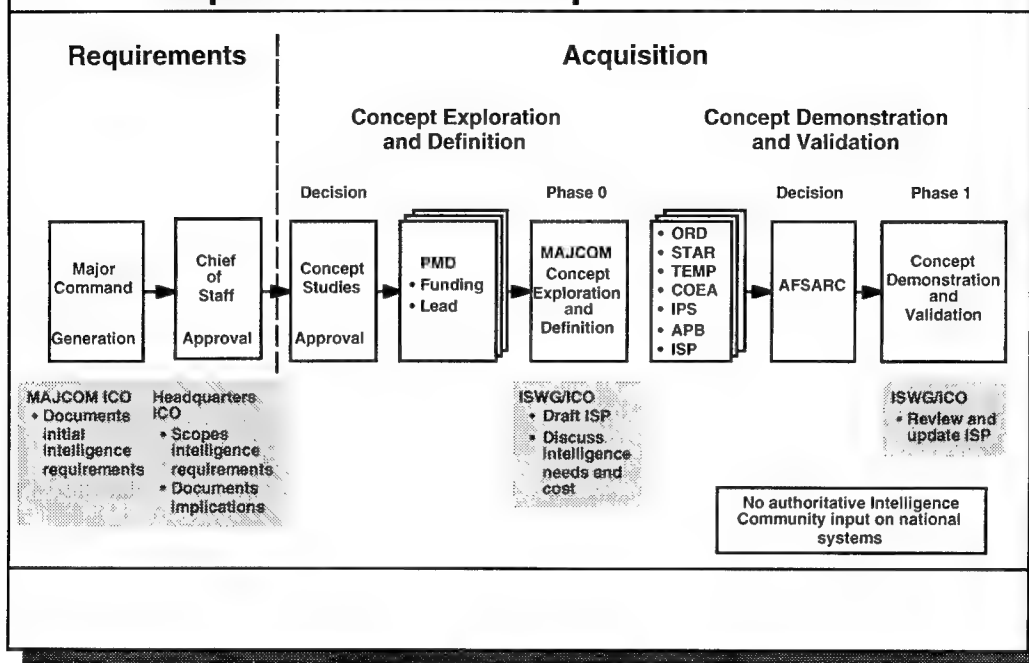 Requirements
Acquisition
Concept Exploration
and Definition
Concept Demonstration
and Validation
Decision
Phase 0
Decision
Phase 1
Major
Command
Generation
Chief
of
Staff
Approval
Concept
Studies
Approval
PMD
• Funding
• Lead
MAJCOM
Concept
Exploration
and
Definition
• ORD
• STAR
• TEMP
• COEA
• IPS
• APB
• ISP
AFSARC
Concept
Demonstration
and
Validation
MAJCOM ICO
• Documents
initial
intelligence
requirements
Headquarters
ICO
• Scopes
intelligence
requirements
• Documents
implications
ISWG/ICO
• Draft ISP
• Discuss
intelligence
needs and
cost
ISWG/ICO
• Review and
update ISP
No authoritative Intelligence
Community input on national
systems